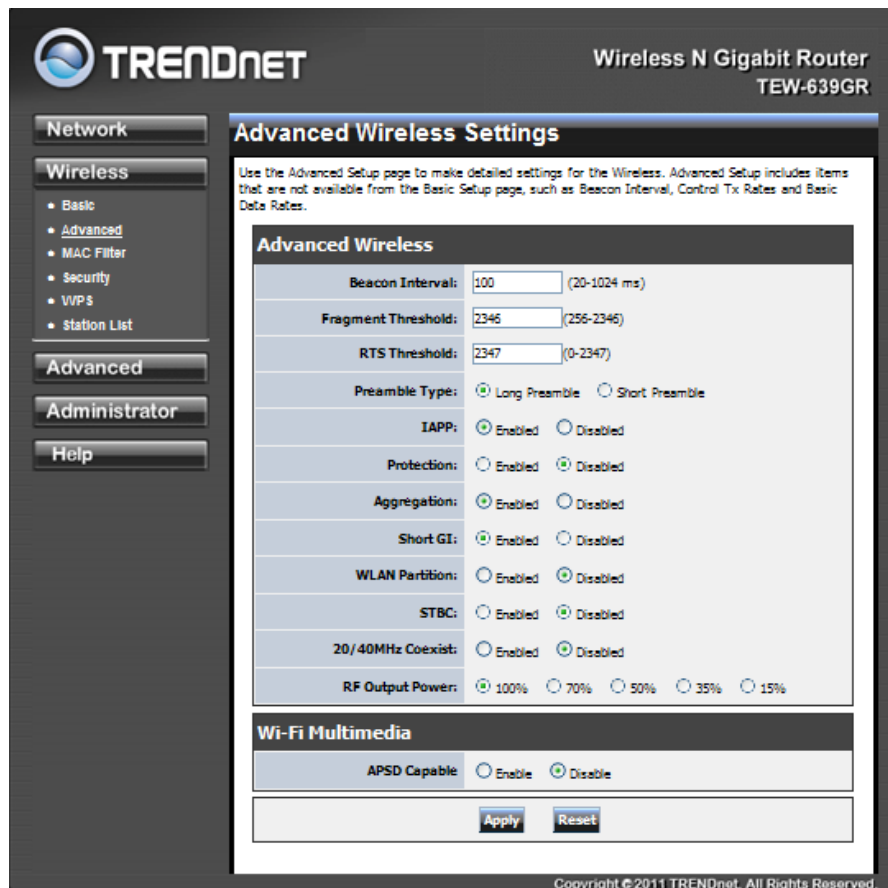 TRENDNET
Wireless N Gigabit Router
TEW-639GR
Network
Wireless
Basic
Advanced
MAC Filter
Security
WPS
Station List
Advanced
Administrator
Help
Advanced Wireless Settings
Use the Advanced Setup page to make detailed settings for the Wireless. Advanced Setup includes items
that are not available from the Basic Setup page, such as Beacon Interval, Control Tx Rates and Basic
Data Rates.
Advanced Wireless
Beacon Interval: 100 (20-1024 ms)
Fragment Threshold: 2346 (256-2346)
RTS Threshold: 2347 (0-2347)
Preamble Type: Long Preamble Short Preamble
IAPP: Enabled Disabled
Protection: Enabled Disabled
Aggregation: Enabled Disabled
Short GI: Enabled Disabled
WLAN Partition: Enabled Disabled
STBC: Enabled Disabled
20/40MHz Coexist: Enabled Disabled
RF Output Power: 100% 70% 50% 35% 15%
Wi-Fi Multimedia
APSD Capable Enable Disable
Apply Reset
Copyright © 2011 TRENDnet. All Rights Reserved.